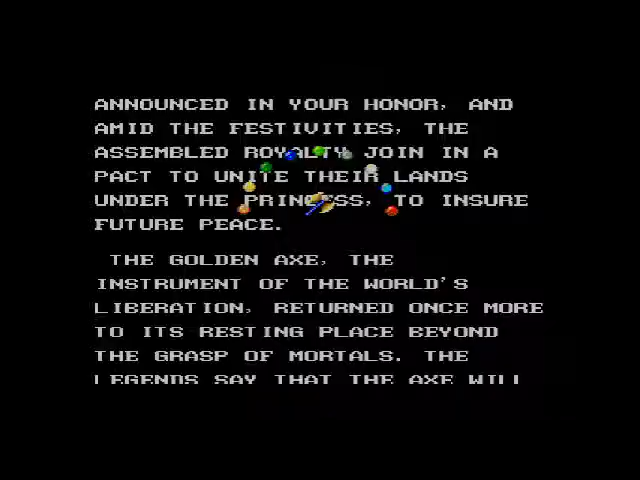 ANNOUNCED IN YOUR HONOR, AND
AMID THE FESTIVITIES, THE
ASSEMBLED ROYALTY JOIN IN A
PACT TO UNITE THEIR LANDS
UNDER THE PRINCESS, TO INSURE
FUTURE PEACE.
THE GOLDEN AXE, THE
INSTRUMENT OF THE WORLD'S
LIBERATION, RETURNED ONCE MORE
TO ITS RESTING PLACE BEYOND
THE GRASP OF MORTALS. THE
LEGENDS SAY THAT THE AXE WILL